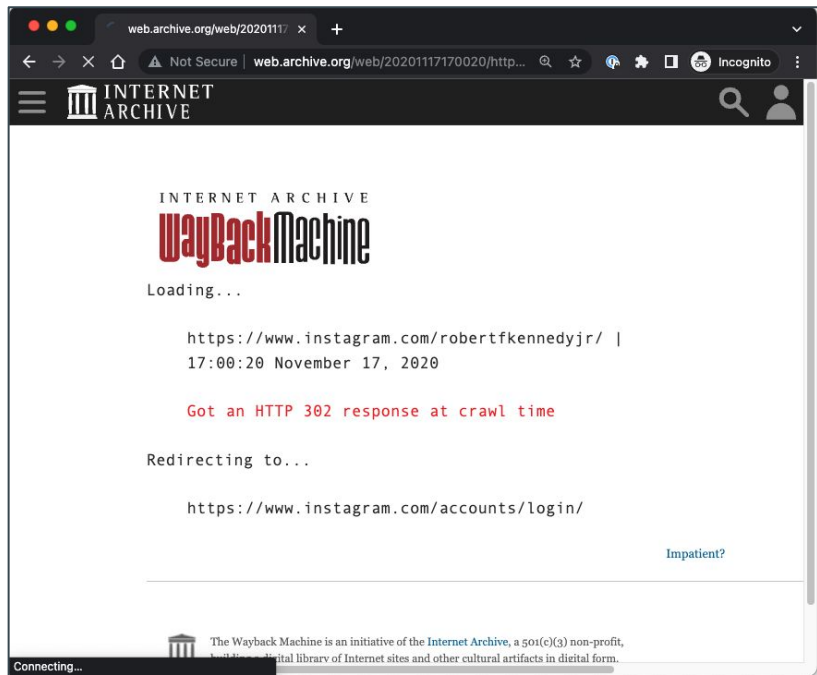 web.archive.org/web/20201117
Not Secure | web.archive.org/web/20201117170020/http... Incognito
INTERNET
ARCHIVE
INTERNET ARCHIVE
WayBackMachine
Loading...
https://www.instagram.com/robertfkennedyjr/ |
17:00:20 November 17, 2020
Got an HTTP 302 response at crawl time
Redirecting to...
https://www.instagram.com/accounts/login/
Impatient?
The Wayback Machine is an initiative of the Internet Archive, a 501(c)(3) non-profit,
building a digital library of Internet sites and other cultural artifacts in digital form.
Connecting...